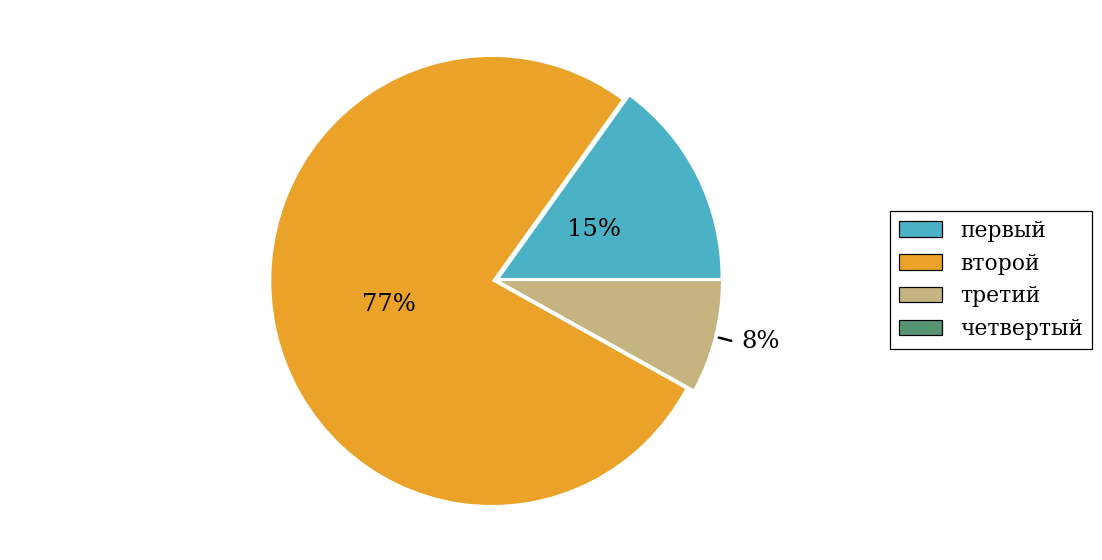 15%
77%
8%
первый
второй
третий
четвертый